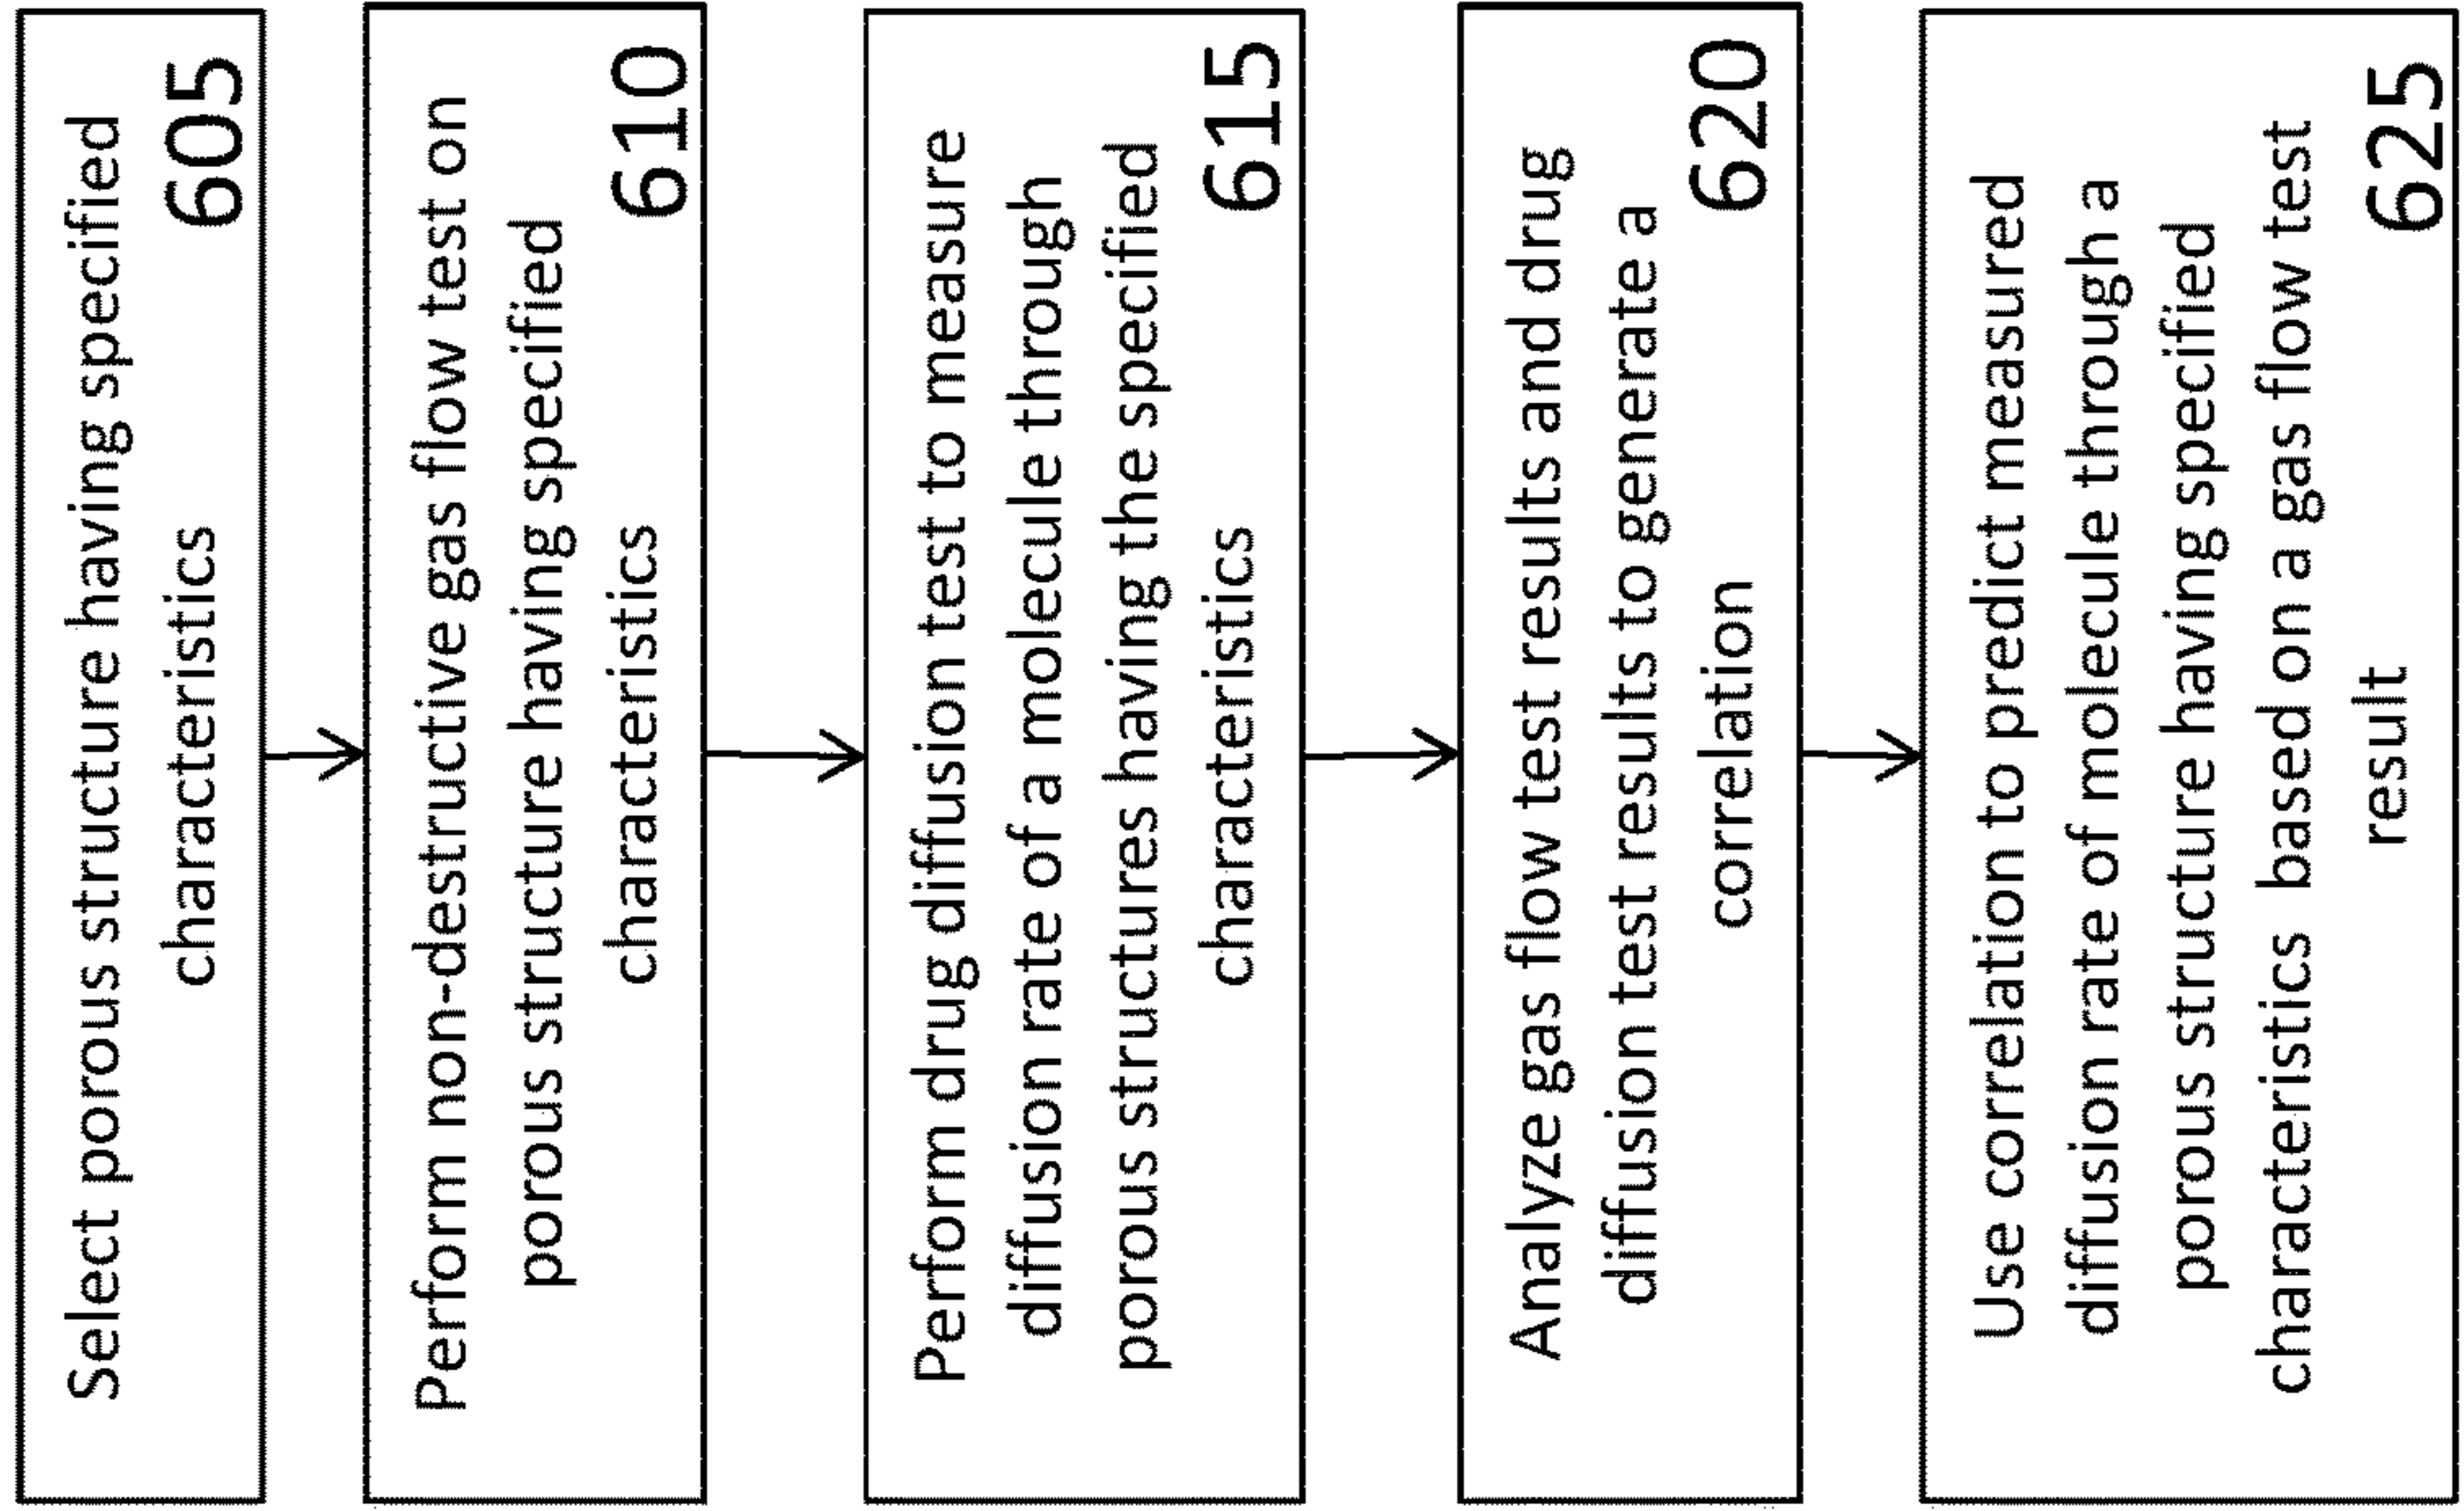 Select porous structure having specified
characteristics
605
Perform non-destructive gas flow test on
porous structure having specified
characteristics
610
Perform drug diffusion test to measure
diffusion rate of a molecule through
porous structures having the specified
characteristics
615
Analyze gas flow test results and drug
diffusion test results to generate a
correlation
620
Use correlation to predict measured
diffusion rate of molecule through a
porous structure having specified
characteristics based on a gas flow test
result
625